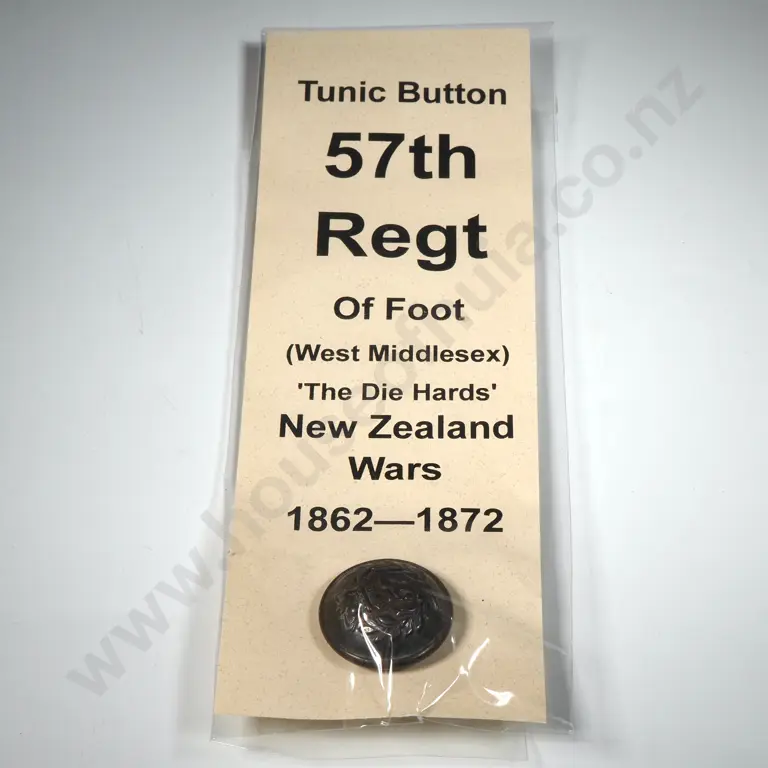 Tunic Button
57th
Regt
Of Foot
(West Middlesex)
'The Die Hards'
New Zealand
Wars
1862—1872
www.houseofnuia.co.nz